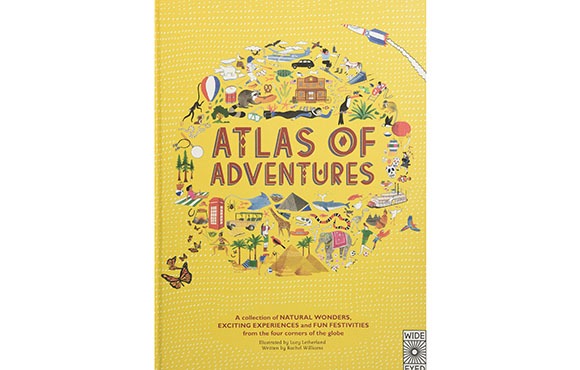 ATLAS OF
ADVENTURES
A collection of NATURAL WONDERS,
EXCITING EXPERIENCES and FUN FESTIVITIES
from the four corners of the globe
Illustrated by Lucy Letherland
Written by Rachel Williams
WIDE
EYED